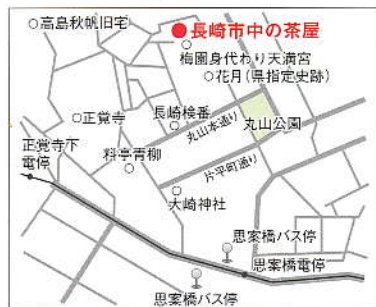 高島秋帆旧宅
長崎市中の茶屋
梅園身代わり天満宮
花月(県指定史跡)
長崎検番
正覚寺
丸山本通り
丸山公園
正覚寺下
電停
料亭青柳
片平町通り
大崎神社
思案橋バス停
思案橋電停
思案橋バス停